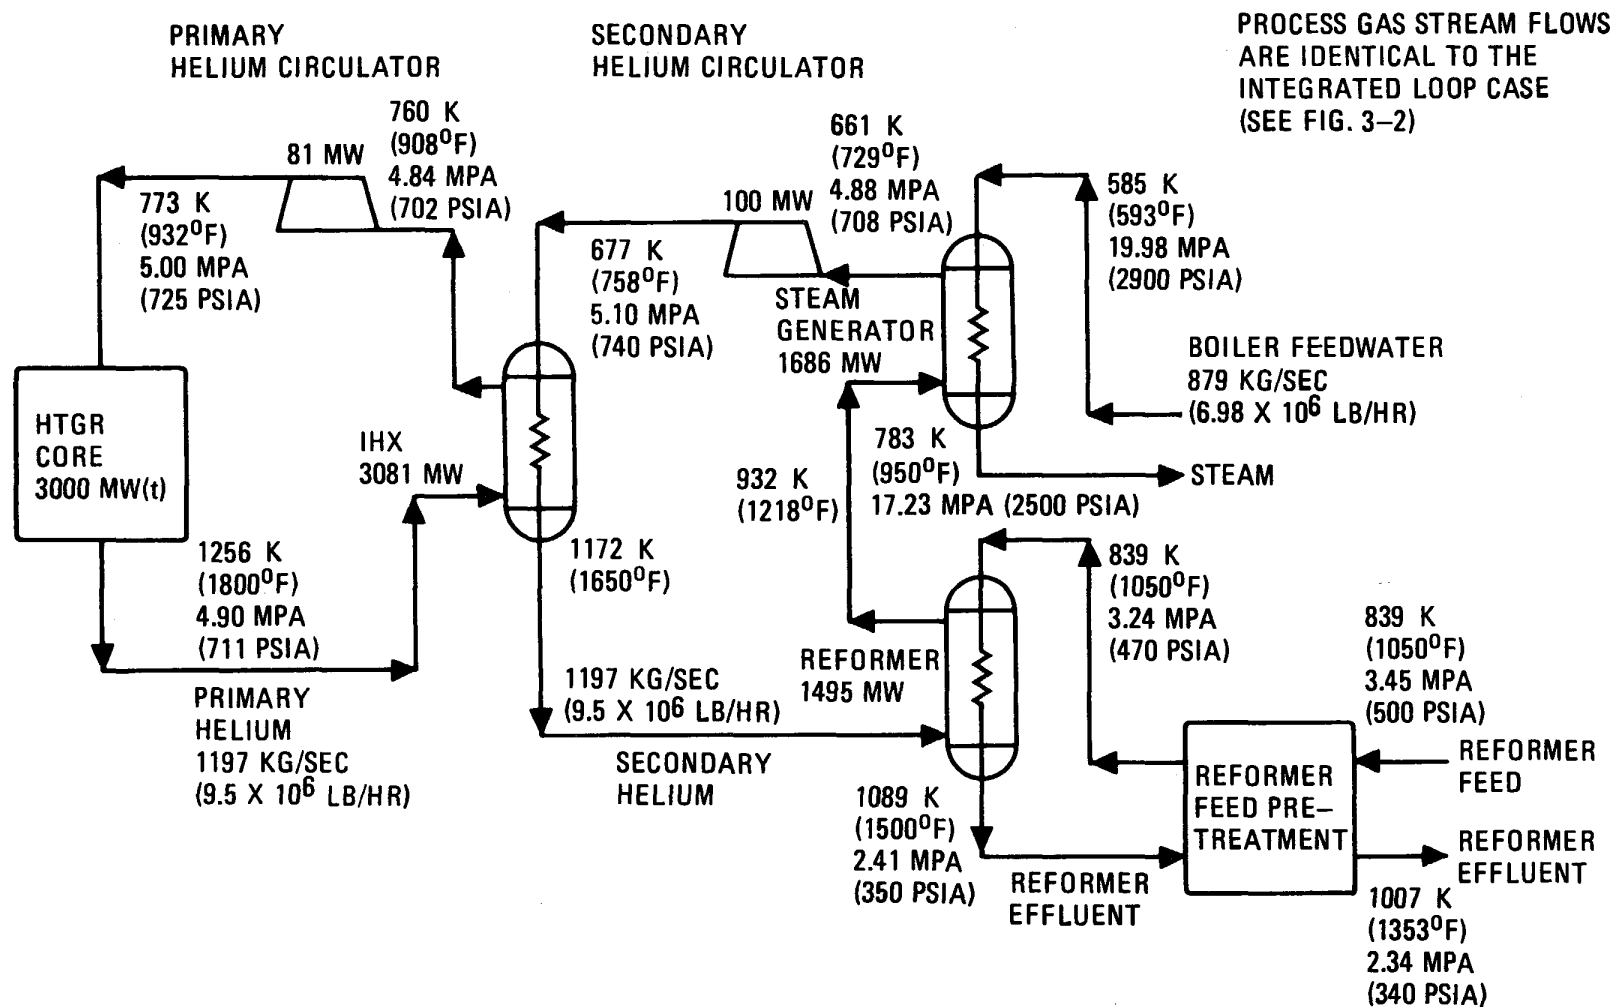 PRIMARY
HELIUM CIRCULATOR
SECONDARY
HELIUM CIRCULATOR
PROCESS GAS STREAM FLOWS
ARE IDENTICAL TO THE
INTEGRATED LOOP CASE
(SEE FIG. 3–2)
81 MW
760 K
(908°F)
4.84 MPA
(702 PSIA)
773 K
(932°F)
5.00 MPA
(725 PSIA)
100 MW
661 K
(729°F)
4.88 MPA
(708 PSIA)
677 K
(758°F)
5.10 MPA
(740 PSIA)
585 K
(593°F)
19.98 MPA
(2900 PSIA)
STEAM
GENERATOR
1686 MW
BOILER FEEDWATER
879 KG/SEC
(6.98 X 10⁶ LB/HR)
HTGR
CORE
3000 MW(t)
IHX
3081 MW
932 K
(1218°F)
783 K
(950°F)
17.23 MPA (2500 PSIA)
STEAM
1256 K
(1800°F)
4.90 MPA
(711 PSIA)
1172 K
(1650°F)
839 K
(1050°F)
3.24 MPA
(470 PSIA)
839 K
(1050°F)
3.45 MPA
(500 PSIA)
REFORMER
1495 MW
PRIMARY
HELIUM
1197 KG/SEC
(9.5 X 10⁶ LB/HR)
1197 KG/SEC
(9.5 X 10⁶ LB/HR)
SECONDARY
HELIUM
REFORMER
FEED PRE–
TREATMENT
REFORMER
FEED
1089 K
(1500°F)
2.41 MPA
(350 PSIA)
REFORMER
EFFLUENT
REFORMER
EFFLUENT
1007 K
(1353°F)
2.34 MPA
(340 PSIA)